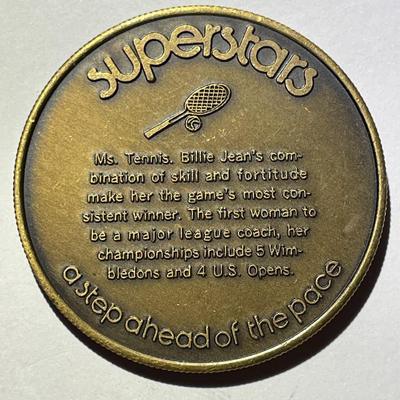 superstars
Ms. Tennis. Billie Jean's com-
bination of skill and fortitude
make her the game's most con-
sistent winner. The first woman to
be a major league coach, her
championships include 5 Wim-
bledons and 4 U.S. Opens.
a step ahead of the pace